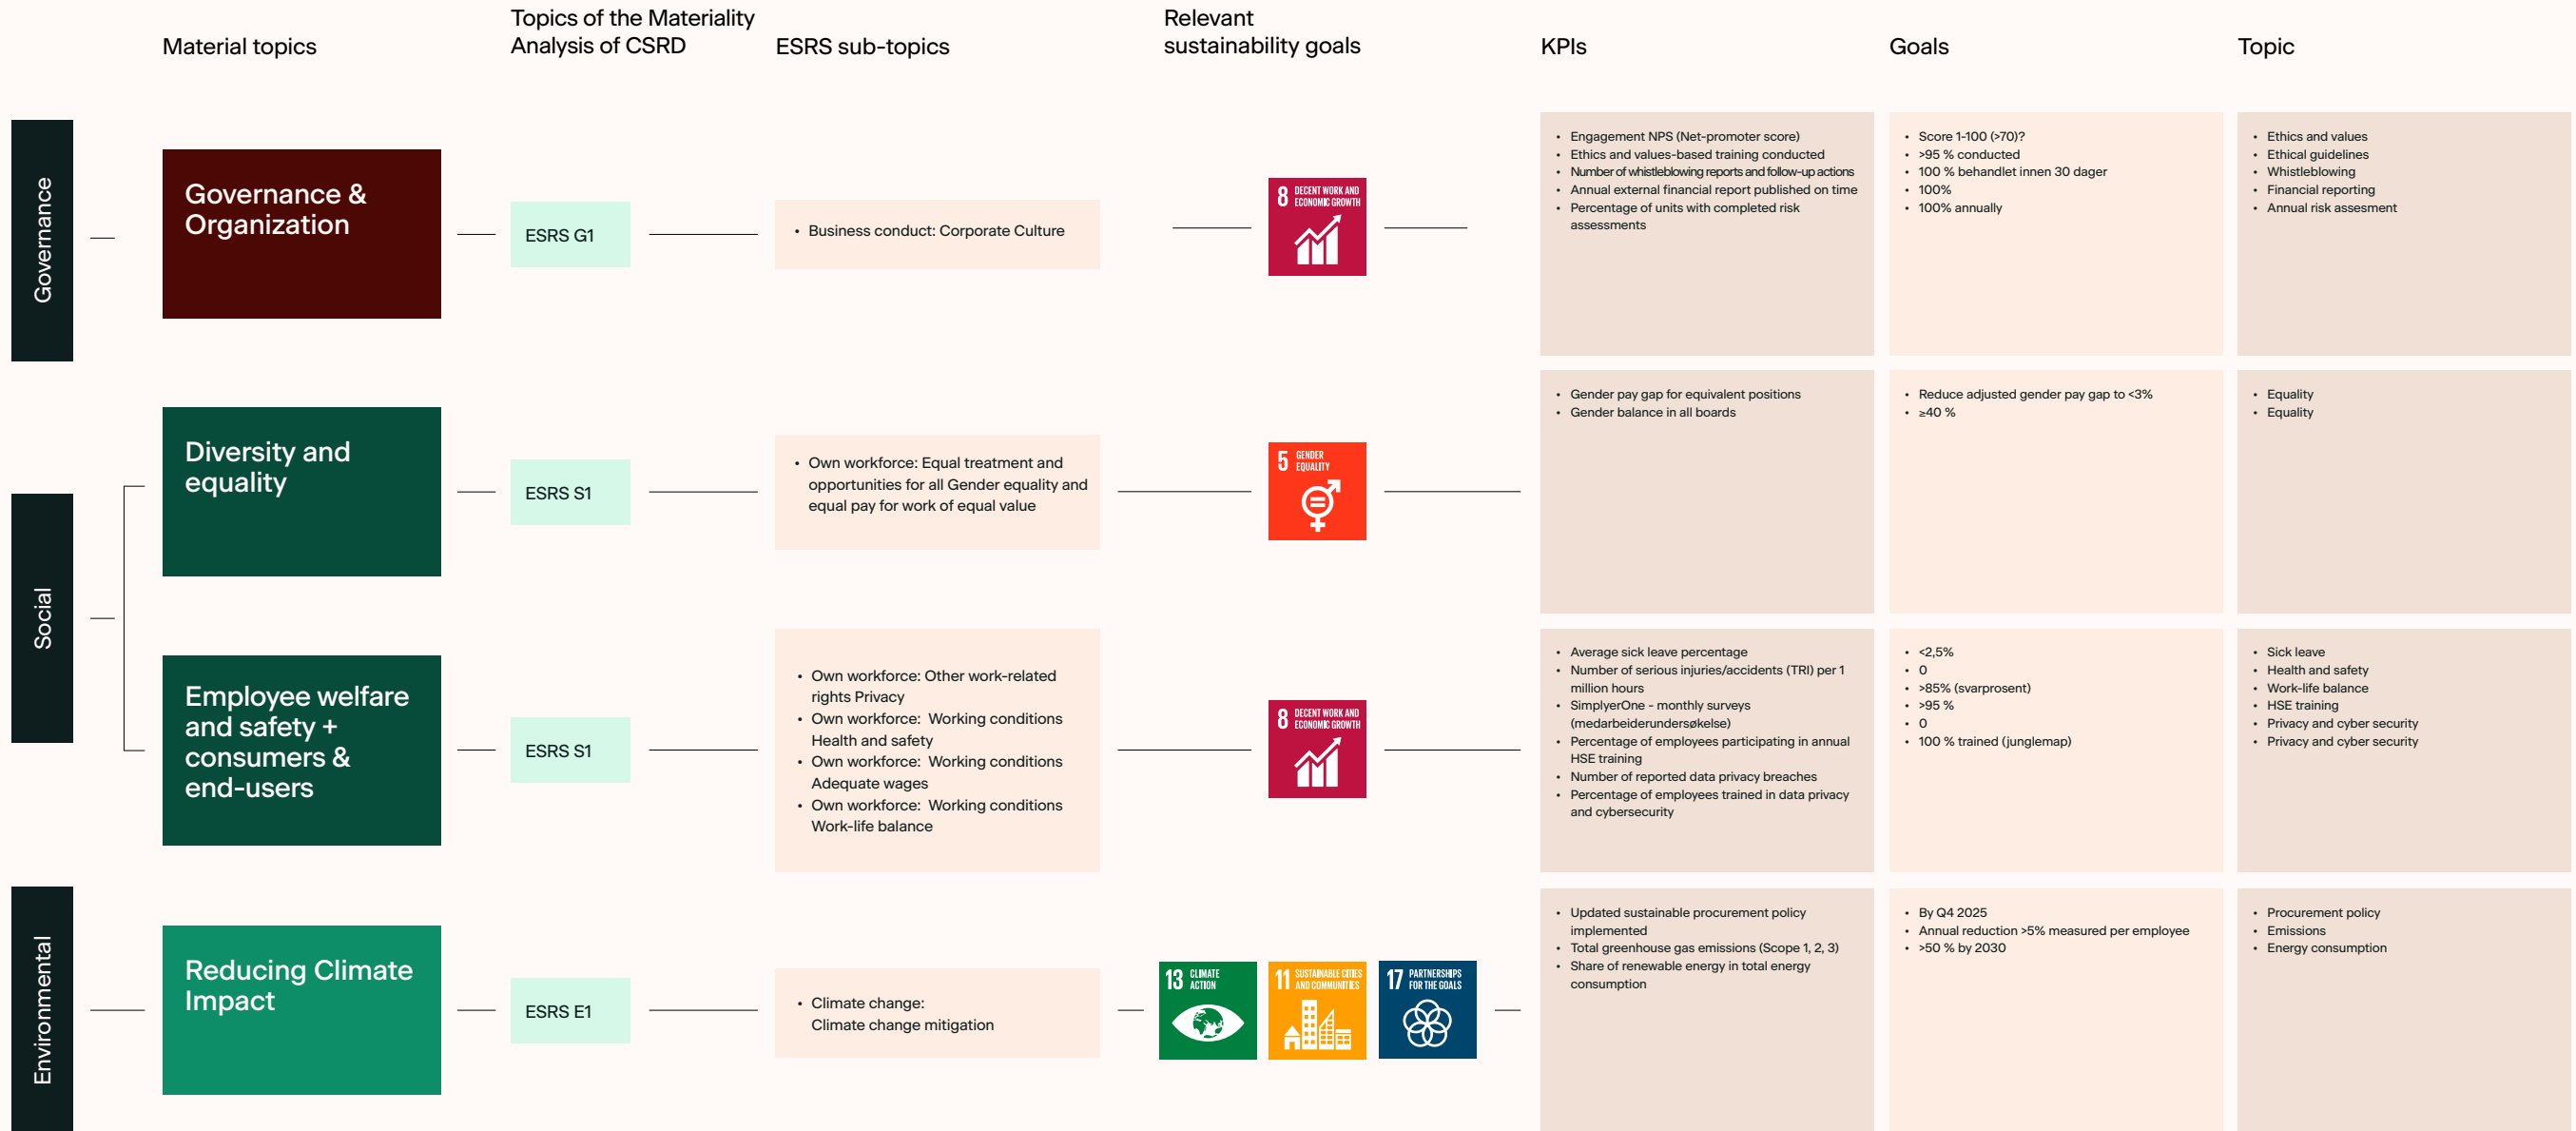 Material topics
Topics of the Materiality
Analysis of CSRD
ESRS sub-topics
Relevant
sustainability goals
KPIs
Goals
Topic
Governance
Governance &
Organization
ESRS G1
• Business conduct: Corporate Culture
8 DECENT WORK AND
ECONOMIC GROWTH
• Engagement NPS (Net-promoter score)
• Ethics and values-based training conducted
• Number of whistleblowing reports and follow-up actions
• Annual external financial report published on time
• Percentage of units with completed risk
assessments
• Score 1-100 (>70)?
• >95 % conducted
• 100 % behandlet innen 30 dager
• 100%
• 100% annually
• Ethics and values
• Ethical guidelines
• Whistleblowing
• Financial reporting
• Annual risk assesment
Social
Diversity and
equality
ESRS S1
• Own workforce: Equal treatment and
opportunities for all Gender equality and
equal pay for work of equal value
5 GENDER
EQUALITY
• Gender pay gap for equivalent positions
• Gender balance in all boards
• Reduce adjusted gender pay gap to <3%
• ≥40 %
• Equality
• Equality
Employee welfare
and safety +
consumers &
end-users
ESRS S1
• Own workforce: Other work-related
rights Privacy
• Own workforce: Working conditions
Health and safety
• Own workforce: Working conditions
Adequate wages
• Own workforce: Working conditions
Work-life balance
8 DECENT WORK AND
ECONOMIC GROWTH
• Average sick leave percentage
• Number of serious injuries/accidents (TRI) per 1
million hours
• SimplyerOne - monthly surveys
(medarbeiderundersøkelse)
• Percentage of employees participating in annual
HSE training
• Number of reported data privacy breaches
• Percentage of employees trained in data privacy
and cybersecurity
• <2,5%
• 0
• >85% (svarprosent)
• >95 %
• 0
• 100 % trained (junglemap)
• Sick leave
• Health and safety
• Work-life balance
• HSE training
• Privacy and cyber security
• Privacy and cyber security
Environmental
Reducing Climate
Impact
ESRS E1
• Climate change:
Climate change mitigation
13 CLIMATE
ACTION
11 SUSTAINABLE CITIES
AND COMMUNITIES
17 PARTNERSHIPS
FOR THE GOALS
• Updated sustainable procurement policy
implemented
• Total greenhouse gas emissions (Scope 1, 2, 3)
• Share of renewable energy in total energy
consumption
• By Q4 2025
• Annual reduction >5% measured per employee
• >50 % by 2030
• Procurement policy
• Emissions
• Energy consumption